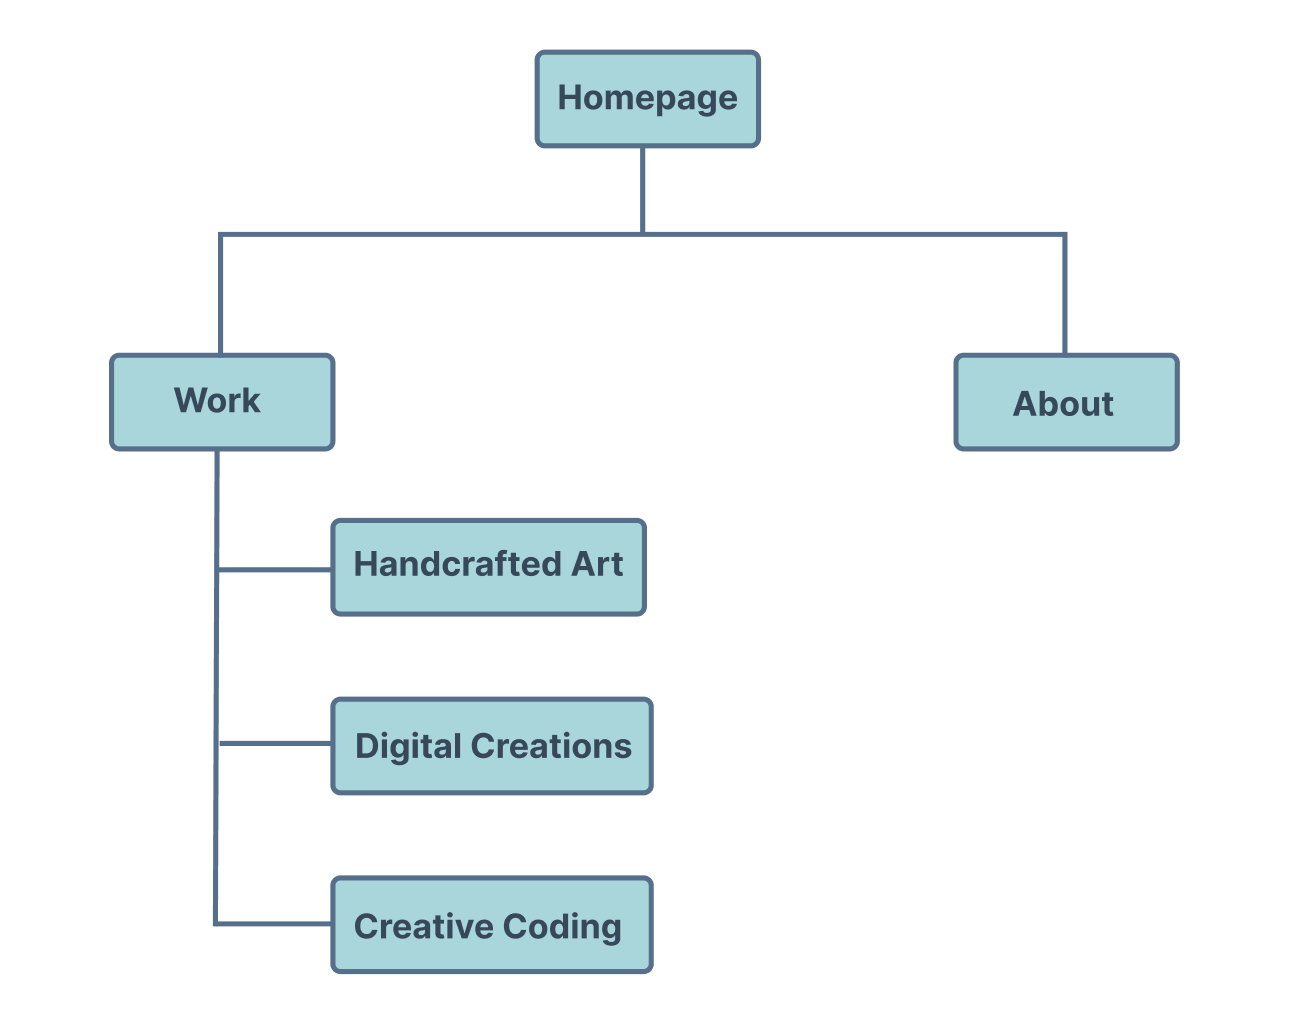 Homepage
Work
About
Handcrafted Art
Digital Creations
Creative Coding